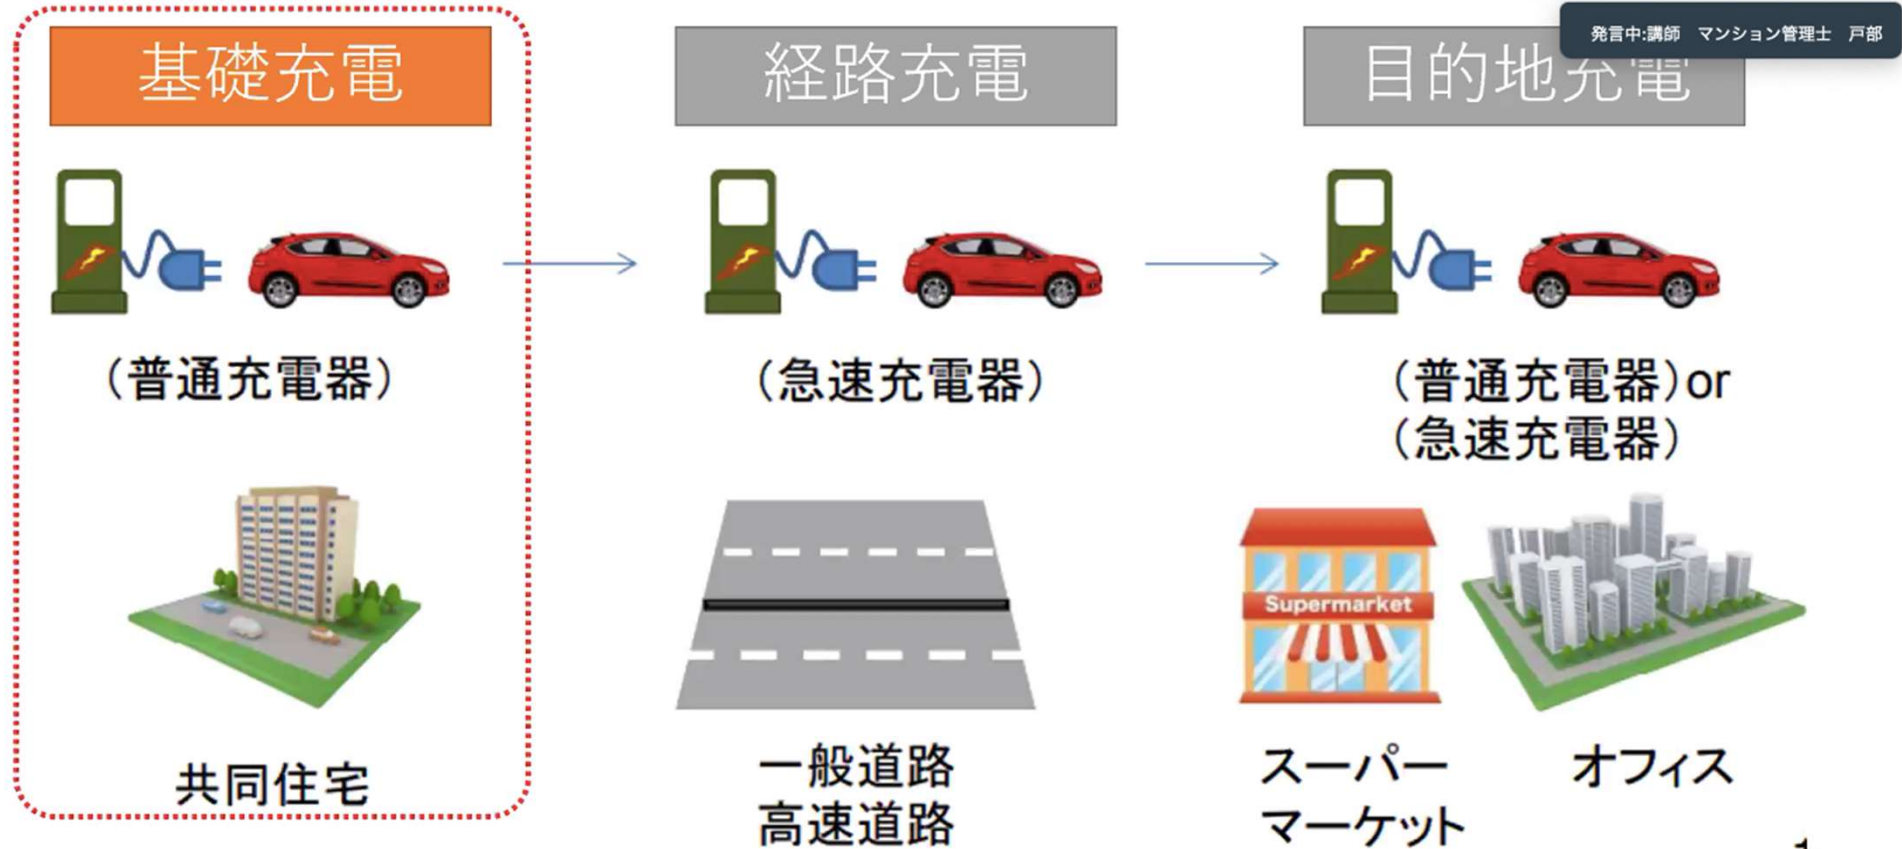 発言中:講師　マンション管理士　戸部
基礎充電
経路充電
目的地充電
（普通充電器）
（急速充電器）
（普通充電器）or
（急速充電器）
Supermarket
共同住宅
一般道路
高速道路
スーパー
マーケット
オフィス